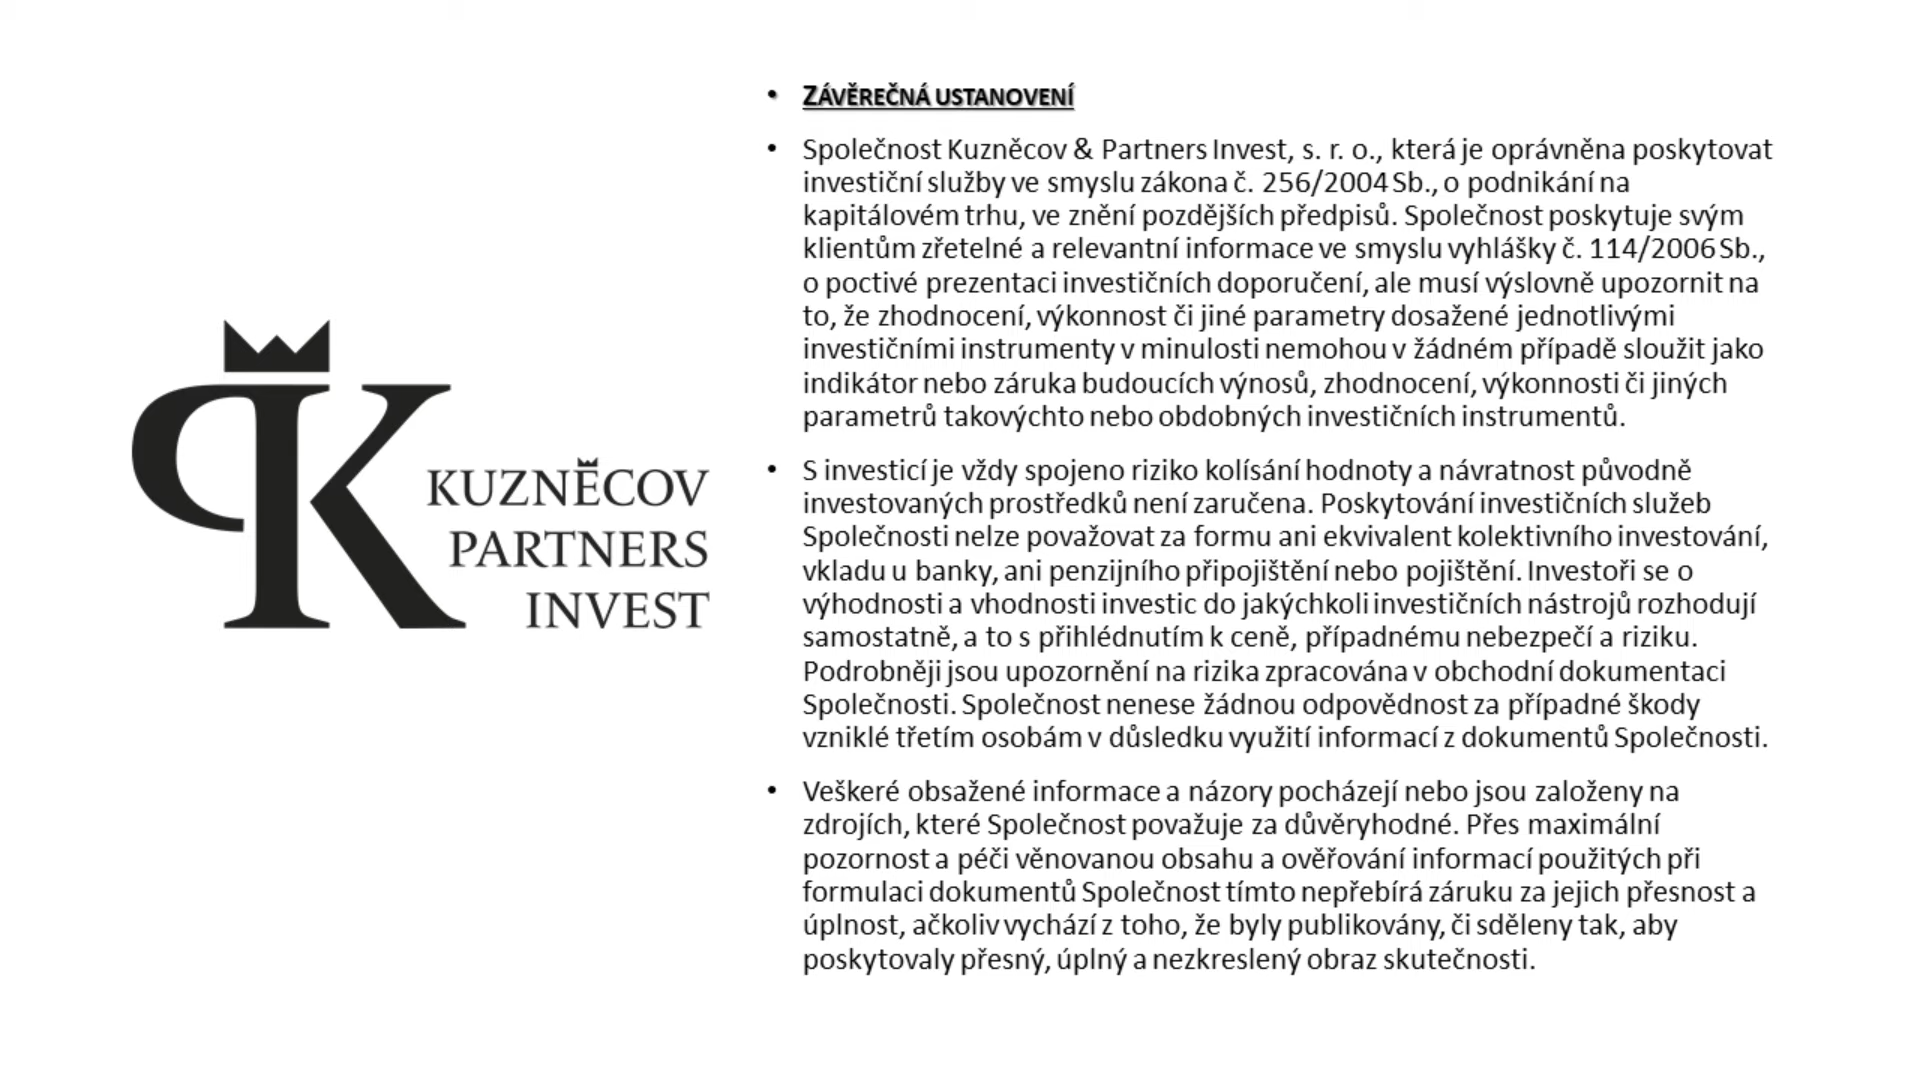 KUZNĚCOV
PARTNERS
INVEST
• ZÁVĚREČNÁ USTANOVENÍ
• Společnost Kuzněcov & Partners Invest, s. r. o., která je oprávněna poskytovat
investiční služby ve smyslu zákona č. 256/2004 Sb., o podnikání na
kapitálovém trhu, ve znění pozdějších předpisů. Společnost poskytuje svým
klientům zřetelné a relevantní informace ve smyslu vyhlášky č. 114/2006 Sb.,
o poctivé prezentaci investičních doporučení, ale musí výslovně upozornit na
to, že zhodnocení, výkonnost či jiné parametry dosažené jednotlivými
investičními instrumenty v minulosti nemohou v žádném případě sloužit jako
indikátor nebo záruka budoucích výnosů, zhodnocení, výkonnosti či jiných
parametrů takovýchto nebo obdobných investičních instrumentů.
• S investicí je vždy spojeno riziko kolísání hodnoty a návratnost původně
investovaných prostředků není zaručena. Poskytování investičních služeb
Společnosti nelze považovat za formu ani ekvivalent kolektivního investování,
vkladu u banky, ani penzijního připojištění nebo pojištění. Investoři se o
výhodnosti a vhodnosti investic do jakýchkoli investičních nástrojů rozhodují
samostatně, a to s přihlédnutím k ceně, případnému nebezpečí a riziku.
Podrobněji jsou upozornění na rizika zpracována v obchodní dokumentaci
Společnosti. Společnost nenese žádnou odpovědnost za případné škody
vzniklé třetím osobám v důsledku využití informací z dokumentů Společnosti.
• Veškeré obsažené informace a názory pocházejí nebo jsou založeny na
zdrojích, které Společnost považuje za důvěryhodné. Přes maximální
pozornost a péči věnovanou obsahu a ověřování informací použitých při
formulaci dokumentů Společnost tímto nepřebírá záruku za jejich přesnost a
úplnost, ačkoliv vychází z toho, že byly publikovány, či sděleny tak, aby
poskytovaly přesný, úplný a nezkreslený obraz skutečnosti.